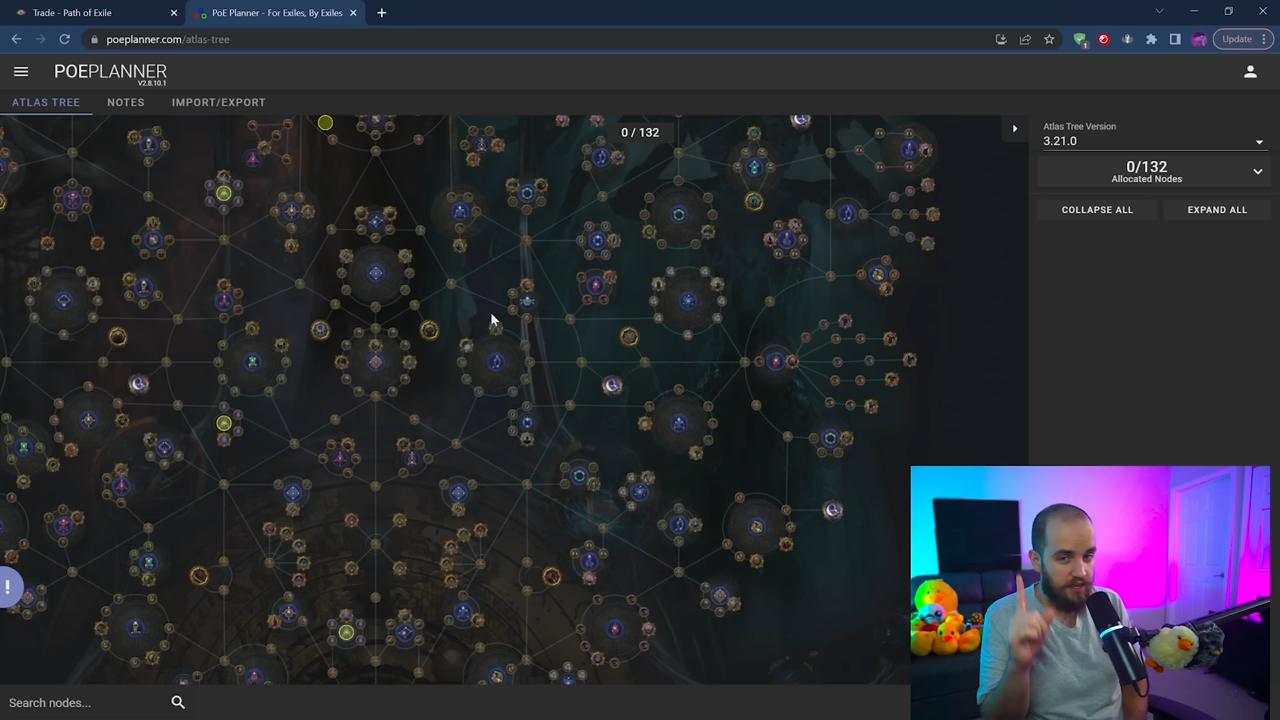 Trade - Path of Exile
PoE Planner - For Exiles, By Exiles
poeplanner.com/atlas-tree
1
Update
POEPLANNER
V2.8.10.1
ATLAS TREE
NOTES
IMPORT/EXPORT
0 / 132
Atlas Tree Version
3.21.0
0/132
Allocated Nodes
COLLAPSE ALL
EXPAND ALL
!
Search nodes...